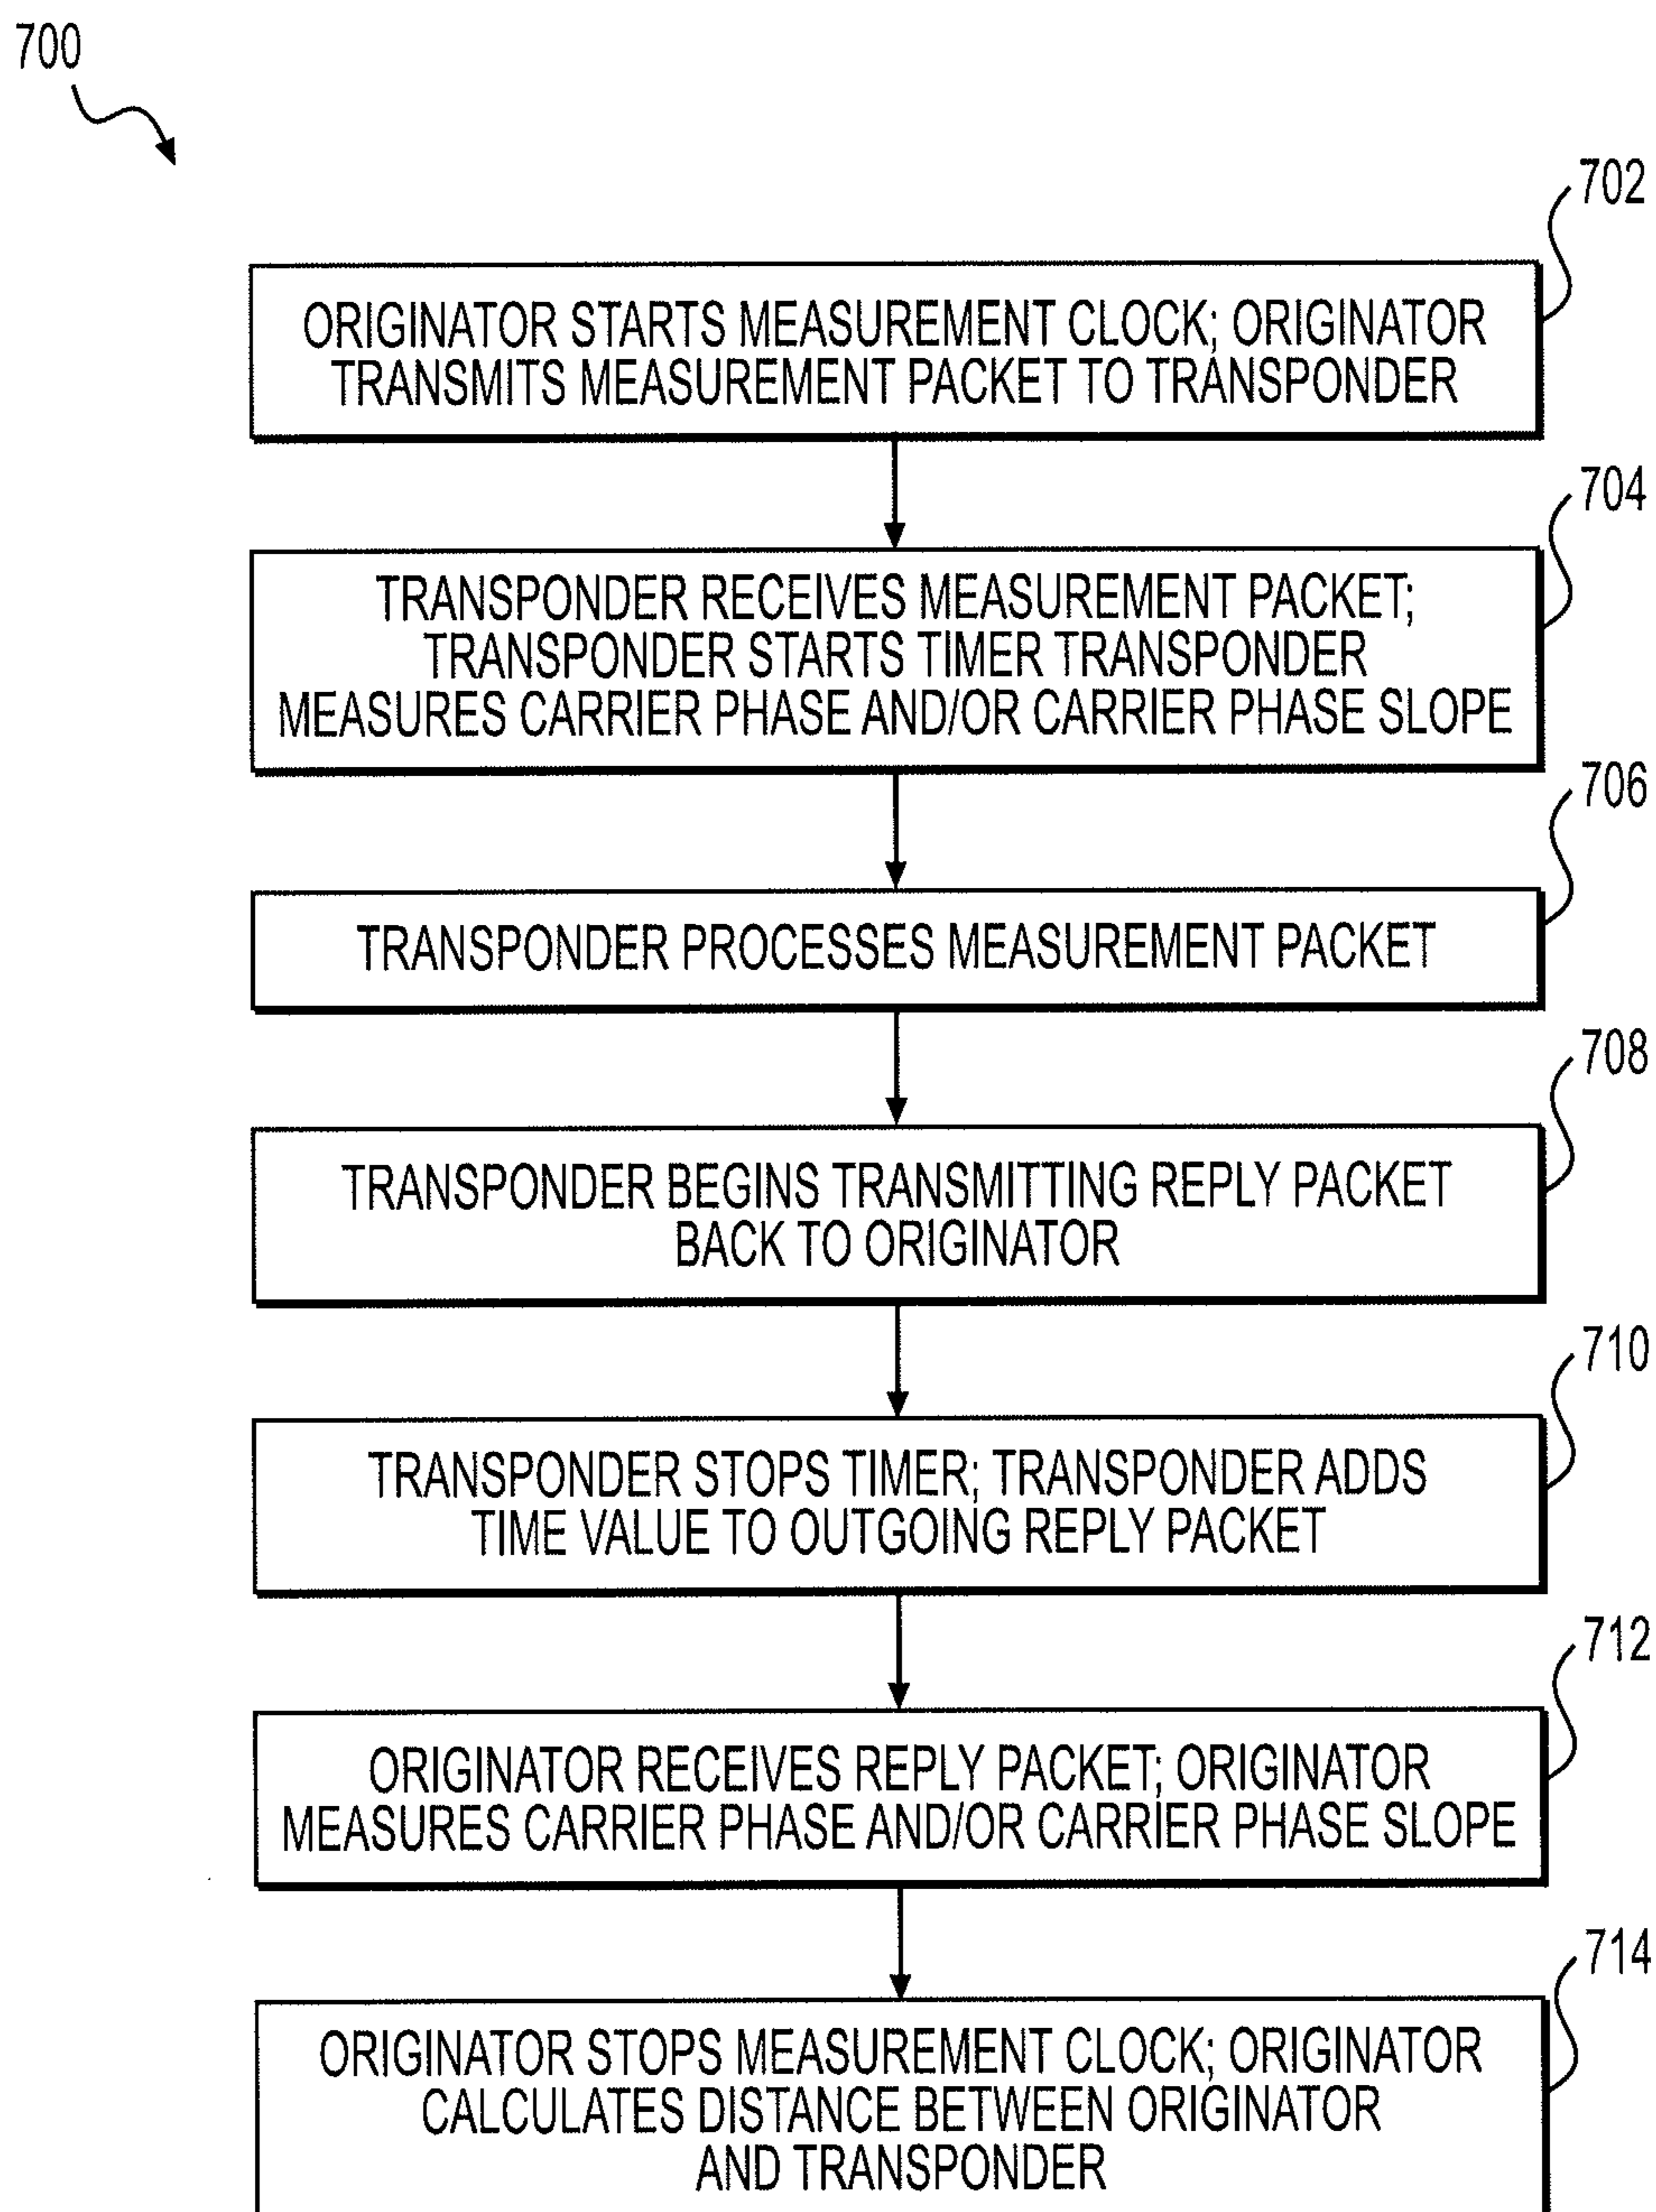 700
702
ORIGINATOR STARTS MEASUREMENT CLOCK; ORIGINATOR
TRANSMITS MEASUREMENT PACKET TO TRANSPONDER
704
TRANSPONDER RECEIVES MEASUREMENT PACKET;
TRANSPONDER STARTS TIMER TRANSPONDER
MEASURES CARRIER PHASE AND/OR CARRIER PHASE SLOPE
706
TRANSPONDER PROCESSES MEASUREMENT PACKET
708
TRANSPONDER BEGINS TRANSMITTING REPLY PACKET
BACK TO ORIGINATOR
710
TRANSPONDER STOPS TIMER; TRANSPONDER ADDS
TIME VALUE TO OUTGOING REPLY PACKET
712
ORIGINATOR RECEIVES REPLY PACKET; ORIGINATOR
MEASURES CARRIER PHASE AND/OR CARRIER PHASE SLOPE
714
ORIGINATOR STOPS MEASUREMENT CLOCK; ORIGINATOR
CALCULATES DISTANCE BETWEEN ORIGINATOR
AND TRANSPONDER